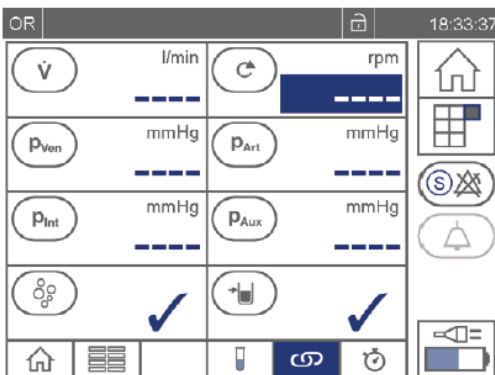 OR 18:33:37
V̇ l/min rpm
---- ----
pVen mmHg pArt mmHg
---- ----
S
pInt mmHg pAux mmHg
---- ----